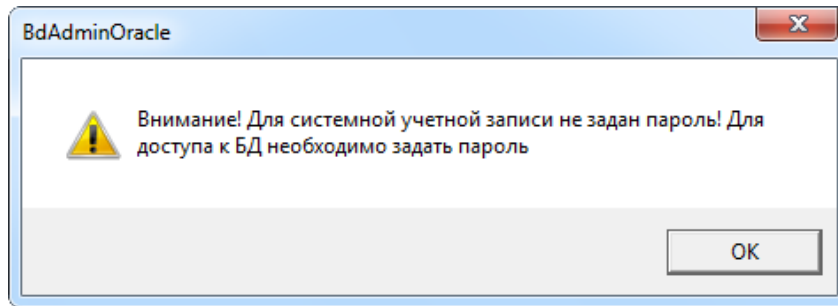 BdAdminOracle
Внимание! Для системной учетной записи не задан пароль! Для
доступа к БД необходимо задать пароль
OK